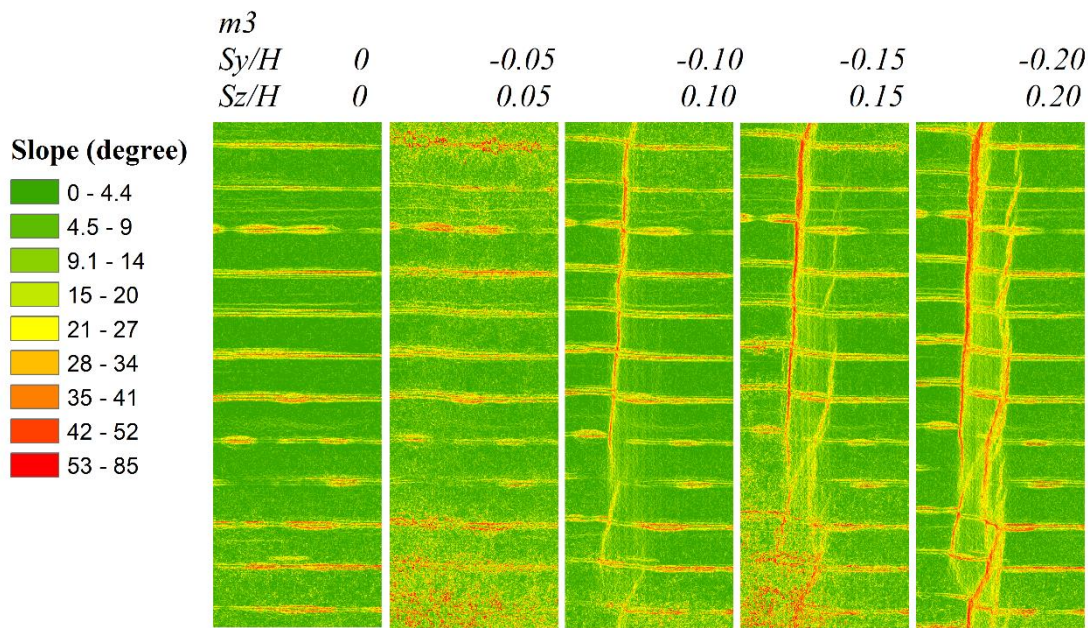 m3
Sy/H 0 -0.05 -0.10 -0.15 -0.20
Sz/H 0 0.05 0.10 0.15 0.20
Slope (degree)
0 - 4.4
4.5 - 9
9.1 - 14
15 - 20
21 - 27
28 - 34
35 - 41
42 - 52
53 - 85